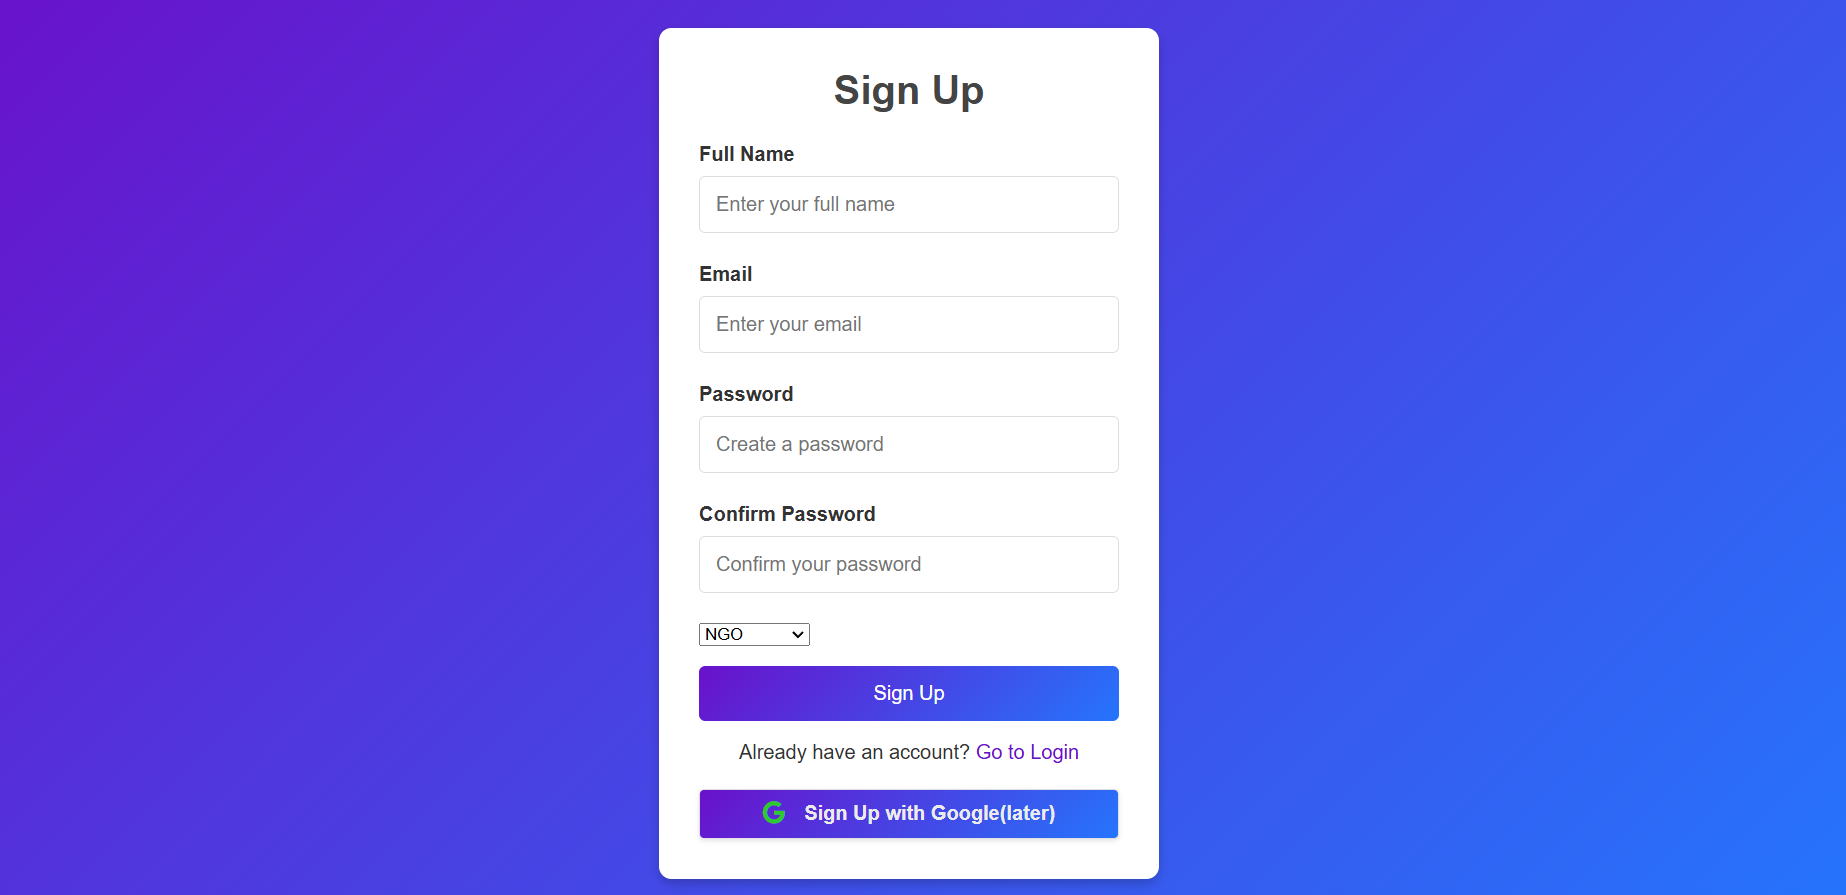 Sign Up
Full Name
Enter your full name
Email
Enter your email
Password
Create a password
Confirm Password
Confirm your password
NGO
Sign Up
Already have an account? Go to Login
G Sign Up with Google(later)